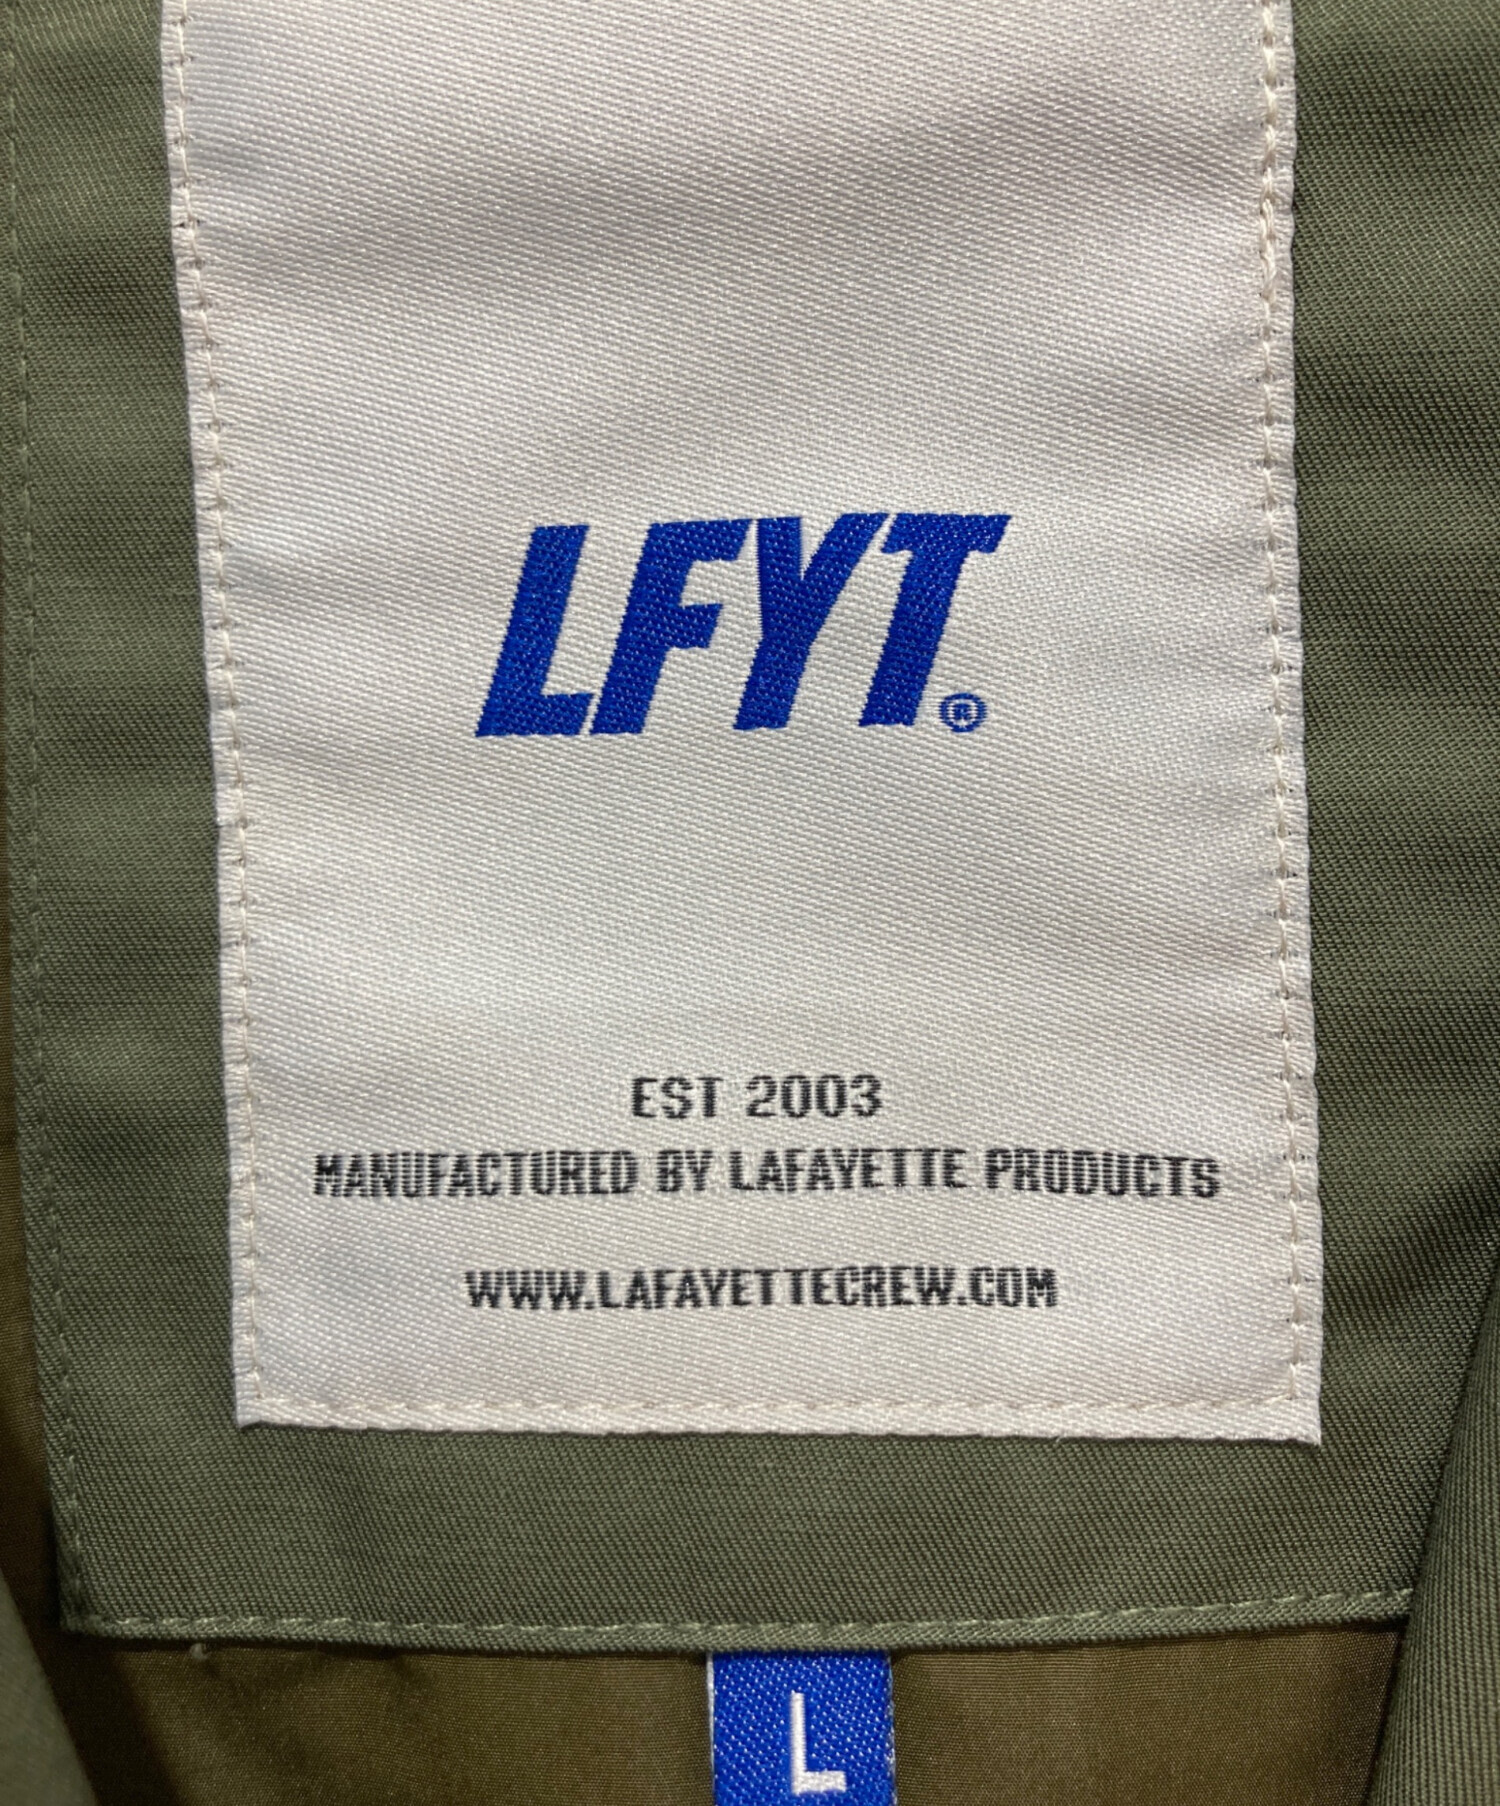 LFYT®
EST 2003
MANUFACTURED BY LAFAYETTE PRODUCTS
WWW.LAFAYETTECREW.COM
L